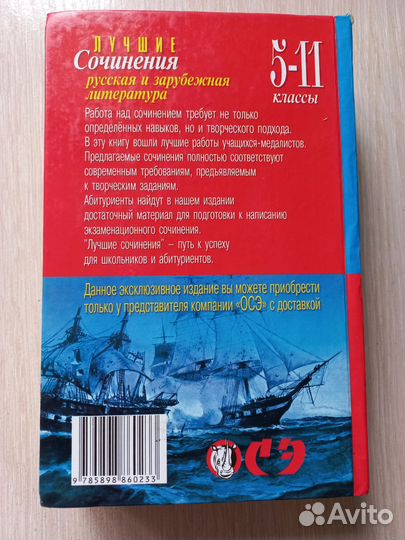 ЛУЧШИЕ
Сочинения
русская и зарубежная
литература
5-11
классы
Работа над сочинением требует не только
определённых навыков, но и творческого подхода.
В эту книгу вошли лучшие работы учащихся-медалистов.
Предлагаемые сочинения полностью соответствуют
современным требованиям, предъявляемым
к творческим заданиям.
Абитуриенты найдут в нашем издании
достаточный материал для подготовки к написанию
экзаменационного сочинения.
"Лучшие сочинения" – путь к успеху
для школьников и абитуриентов.
Данное эксклюзивное издание вы можете приобрести
только у представителя компании «ОСЭ» с доставкой
ОСЭ
9 785898 860233
Avito